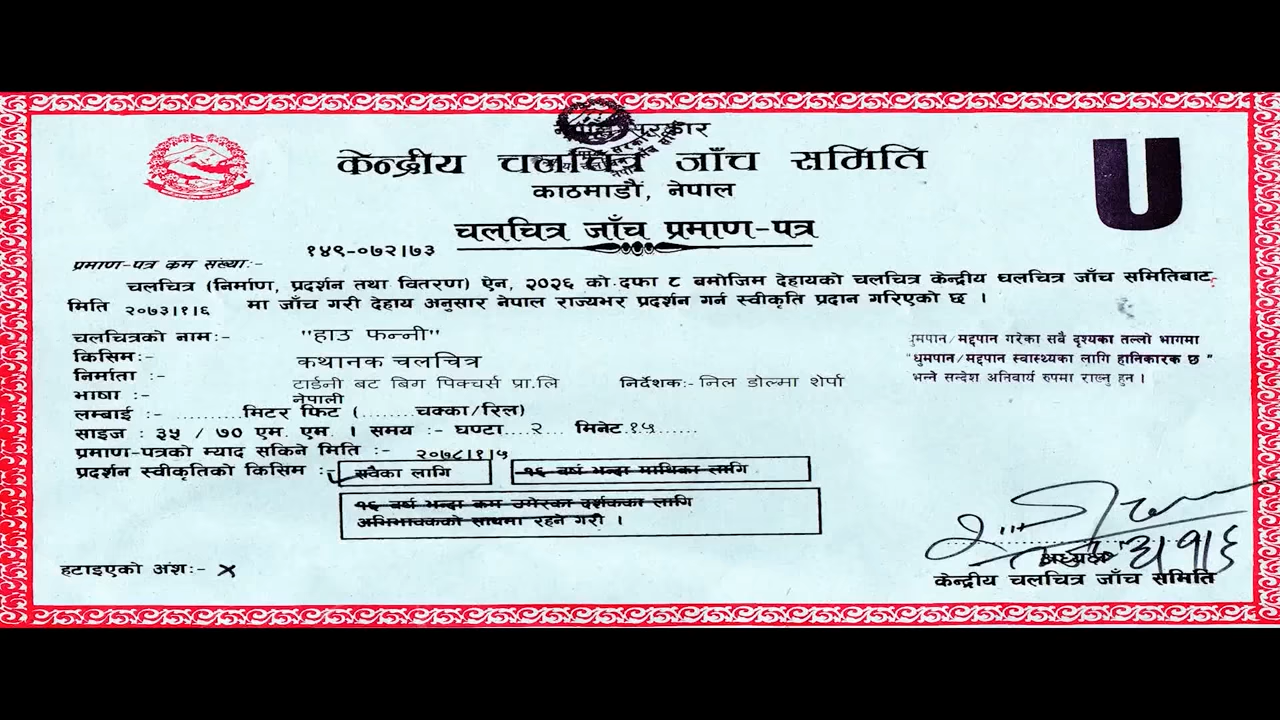 नेपाल सरकार
केन्द्रीय चलचित्र जाँच समिति
काठमाडौं, नेपाल
U
चलचित्र जाँच प्रमाण-पत्र
१४९-०७२।७३
प्रमाण-पत्र क्रम संख्याः-
चलचित्र (निर्माण, प्रदर्शन तथा वितरण) ऐन, २०२६ को दफा ८ बमोजिम देहायको चलचित्र केन्द्रीय चलचित्र जाँच समितिबाट
मिति २०७३।१।६ मा जाँच गरी देहाय अनुसार नेपाल राज्यभर प्रदर्शन गर्न स्वीकृति प्रदान गरिएको छ ।
चलचित्रको नामः- "हाउ फन्नी"
किसिमः- कथानक चलचित्र
निर्माता :- टाईनी बट बिग पिक्चर्स प्रा.लि निर्देशकः- निल डोल्मा शेर्पा
भाषा :- नेपाली
धुमपान/मद्दपान गरेका सबै दृश्यका तल्लो भागमा
"धुमपान/मद्दपान स्वास्थ्यका लागि हानिकारक छ"
भन्ने सन्देश अनिवार्य रुपमा राख्नु हुन ।
लम्बाई :- ..........मिटर फिट (.......चक्का/रिल)
साइज : ३५ / ७० एम. एम. । समय :- घण्टा...२... मिनेट.१५......
प्रमाण-पत्रको म्याद सकिने मिति :- २०७८।१।५
प्रदर्शन स्वीकृतिको किसिम : सवैका लागि १६ बर्ष भन्दा माथिका लागि
१६ बर्ष भन्दा कम उमेरका दर्शकका लागि
अभिभावकको साथमा रहने गरी ।
हटाइएको अंशः- x
अध्यक्ष
केन्द्रीय चलचित्र जाँच समिति